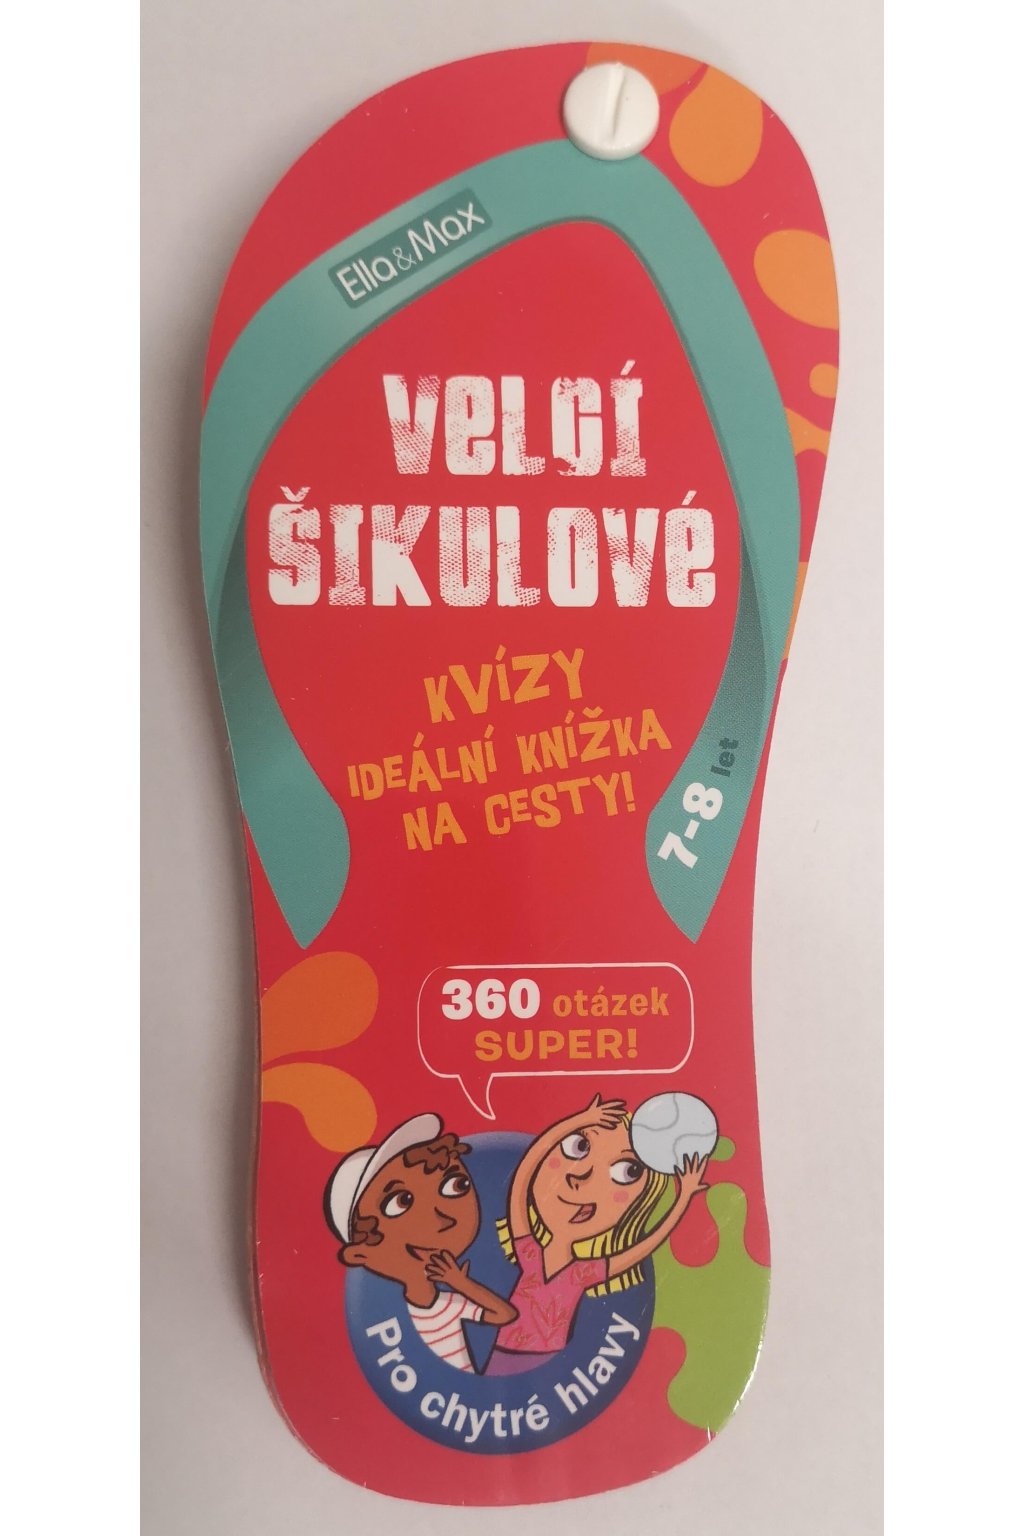 Ella&Max
VELCÍ
ŠIKULOVÉ
KVÍZY
IDEÁLNÍ KNÍŽKA
NA CESTY!
7-8 let
360 otázek
SUPER!
Pro chytré hlavy